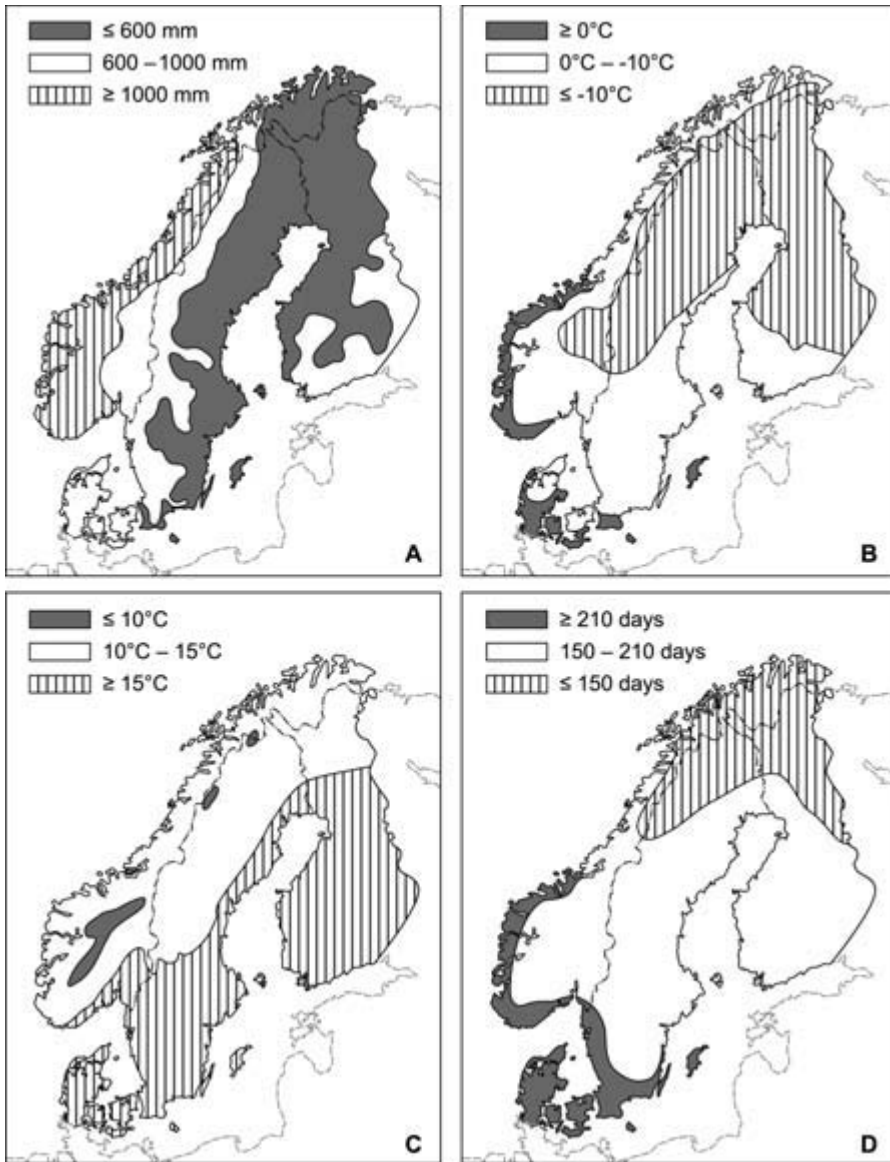 ≤ 600 mm
600 – 1000 mm
≥ 1000 mm
A
≥ 0°C
0°C – -10°C
≤ -10°C
B
≤ 10°C
10°C – 15°C
≥ 15°C
C
≥ 210 days
150 – 210 days
≤ 150 days
D